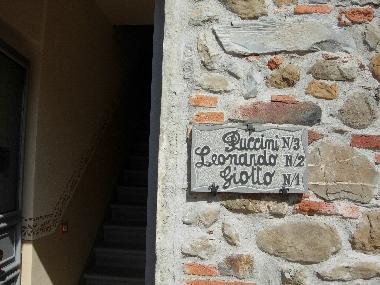 Puccini N/3
Leonardo N/2
Giotto N/1